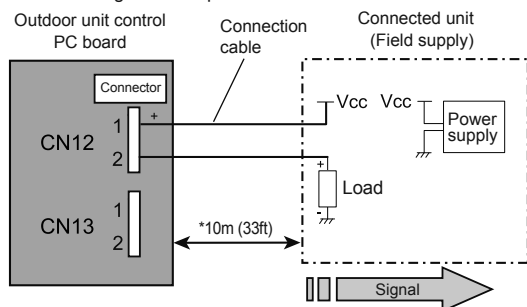 Outdoor unit control
PC board
Connection
cable
Connected unit
(Field supply)
Connector
CN12
1
+
2
CN13
1
2
Vcc
Vcc
Power
supply
+
Load
-
*10m (33ft)
Signal